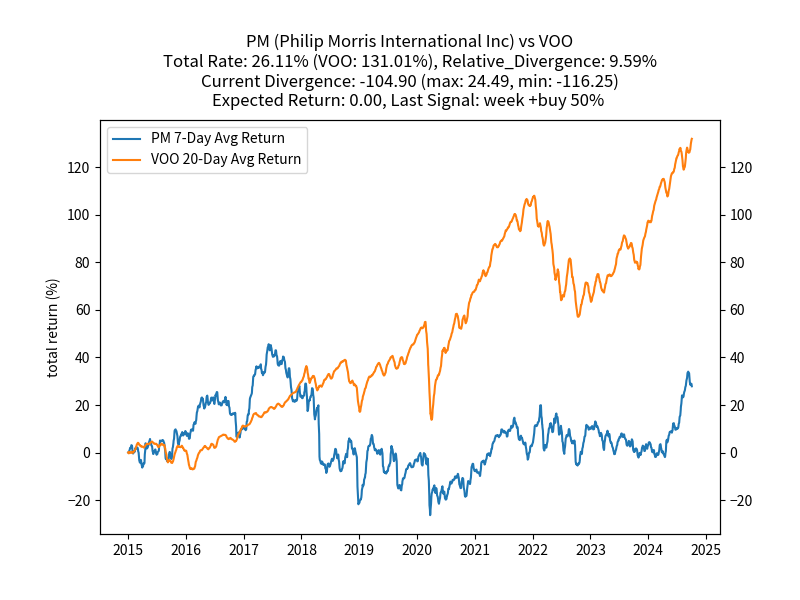 PM (Philip Morris International Inc) vs VOO
Total Rate: 26.11% (VOO: 131.01%), Relative_Divergence: 9.59%
Current Divergence: -104.90 (max: 24.49, min: -116.25)
Expected Return: 0.00, Last Signal: week +buy 50%
PM 7-Day Avg Return
VOO 20-Day Avg Return
total return (%)
120 120
100 100
80 80
60 60
40 40
20 20
0 0
−20 −20
2015 2016 2017 2018 2019 2020 2021 2022 2023 2024 2025